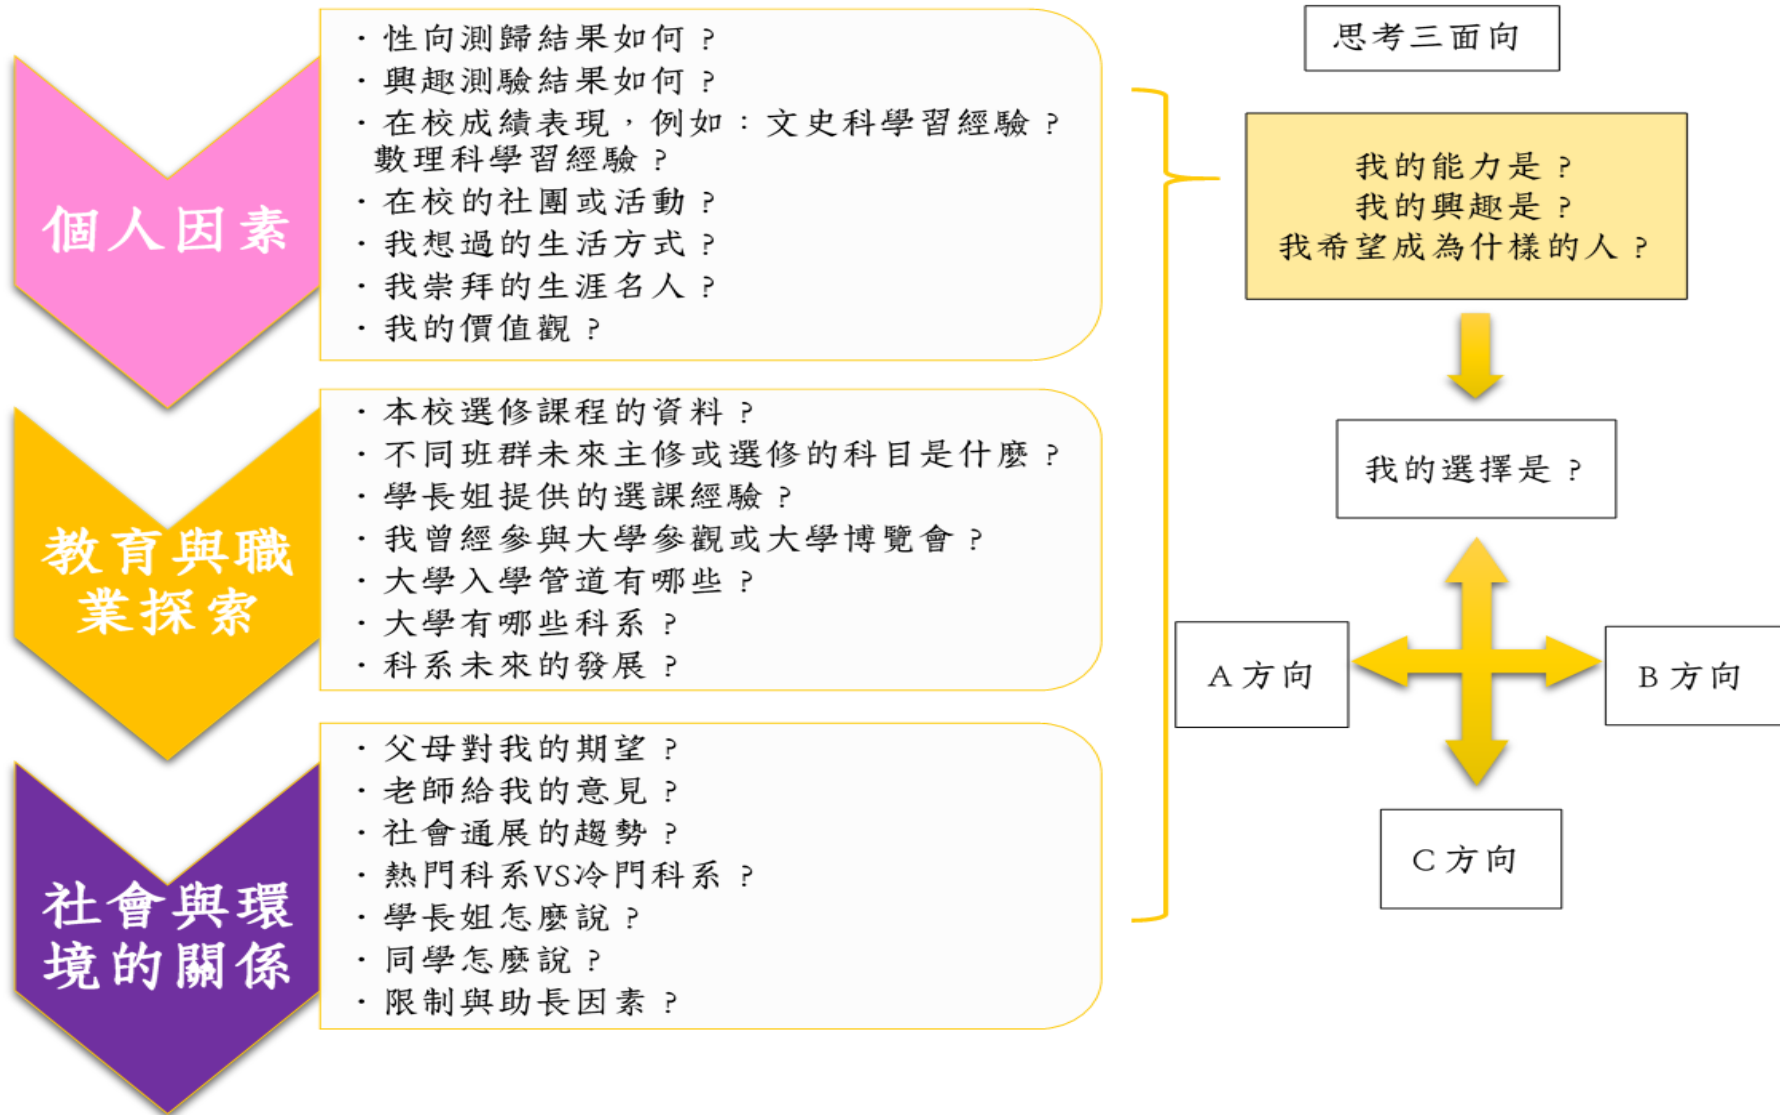 個人因素
・性向測歸結果如何?
・興趣測驗結果如何?
・在校成績表現,例如:文史科學習經驗?
數理科學習經驗?
・在校的社團或活動?
・我想過的生活方式?
・我崇拜的生涯名人?
・我的價值觀?
教育與職
業探索
・本校選修課程的資料?
・不同班群未來主修或選修的科目是什麼?
・學長姐提供的選課經驗?
・我曾經參與大學參觀或大學博覽會?
・大學入學管道有哪些?
・大學有哪些科系?
・科系未來的發展?
社會與環
境的關係
・父母對我的期望?
・老師給我的意見?
・社會通展的趨勢?
・熱門科系VS冷門科系?
・學長姐怎麼說?
・同學怎麼說?
・限制與助長因素?
思考三面向
我的能力是?
我的興趣是?
我希望成為什樣的人?
我的選擇是?
A方向
B方向
C方向